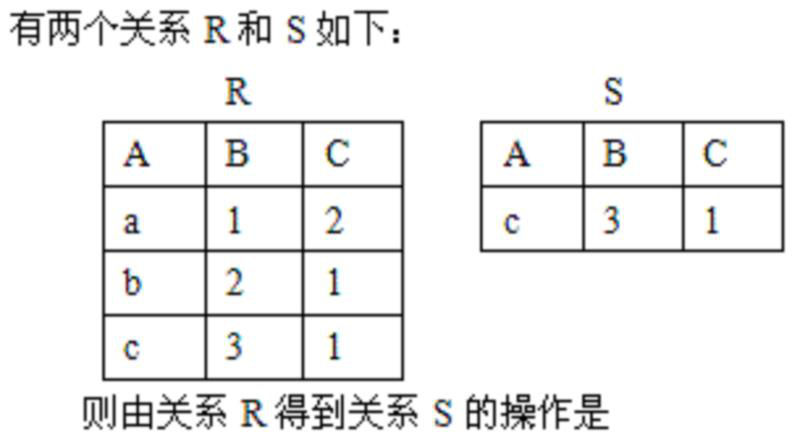 有两个关系 R 和 S 如下：
R S
A B C A B C
a 1 2 c 3 1
b 2 1
c 3 1
则由关系 R 得到关系 S 的操作是